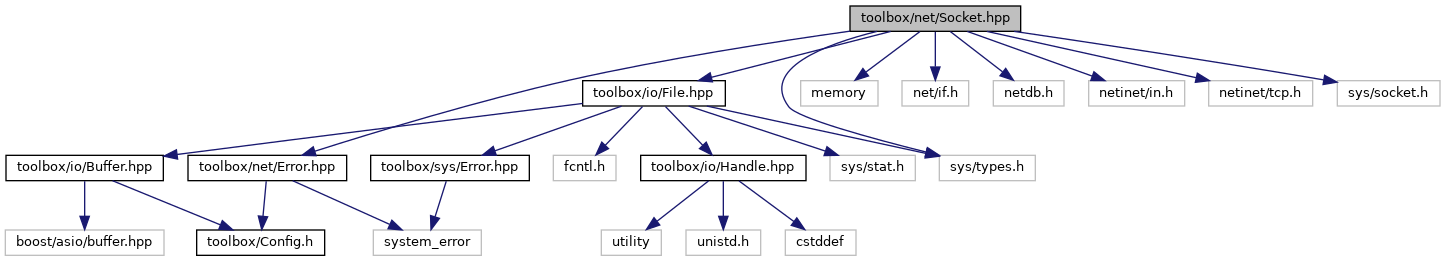 toolbox/net/Socket.hpp
toolbox/io/File.hpp
memory
net/if.h
netdb.h
netinet/in.h
netinet/tcp.h
sys/socket.h
toolbox/io/Buffer.hpp
toolbox/net/Error.hpp
toolbox/sys/Error.hpp
fcntl.h
toolbox/io/Handle.hpp
sys/stat.h
sys/types.h
boost/asio/buffer.hpp
toolbox/Config.h
system_error
utility
unistd.h
cstddef